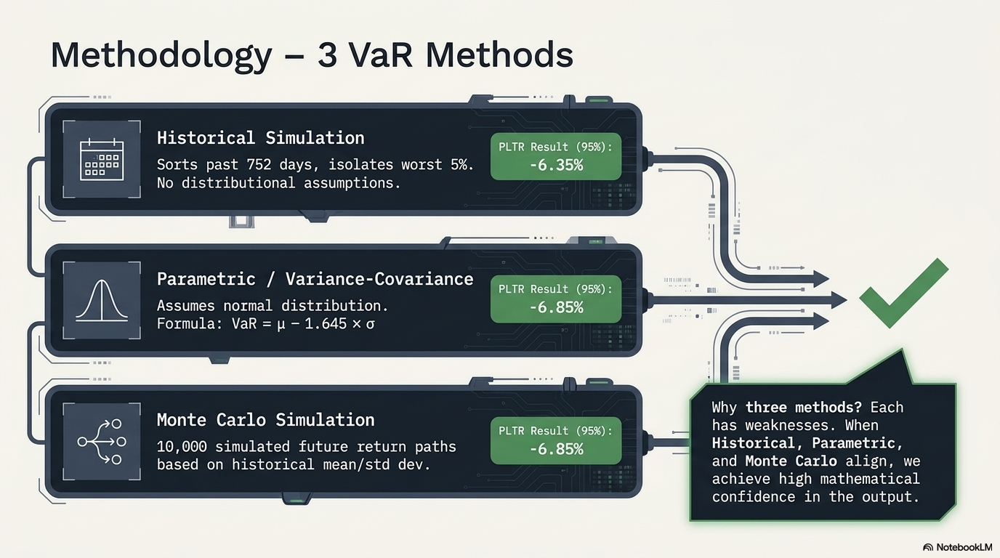 Methodology – 3 VaR Methods
Historical Simulation
Sorts past 752 days, isolates worst 5%.
No distributional assumptions.
PLTR Result (95%):
-6.35%
Parametric / Variance-Covariance
Assumes normal distribution.
Formula: VaR = μ − 1.645 × σ
PLTR Result (95%):
-6.85%
Monte Carlo Simulation
10,000 simulated future return paths
based on historical mean/std dev.
PLTR Result (95%):
-6.85%
Why three methods? Each
has weaknesses. When
Historical, Parametric,
and Monte Carlo align, we
achieve high mathematical
confidence in the output.
NotebookLM